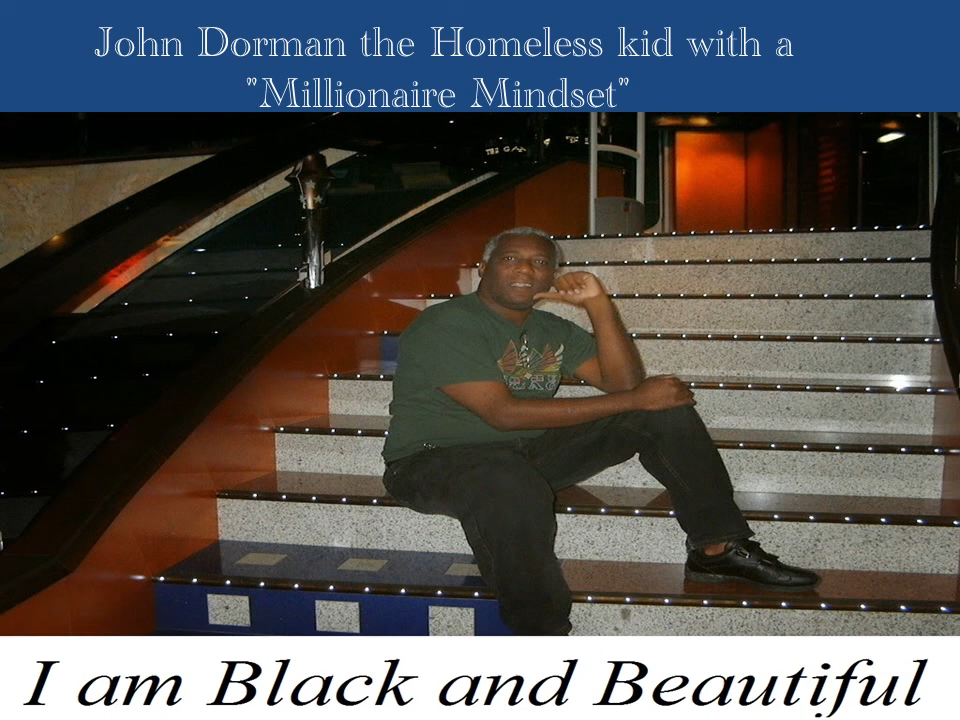 John Dorman the Homeless kid with a
"Millionaire Mindset"
I am Black and Beautiful